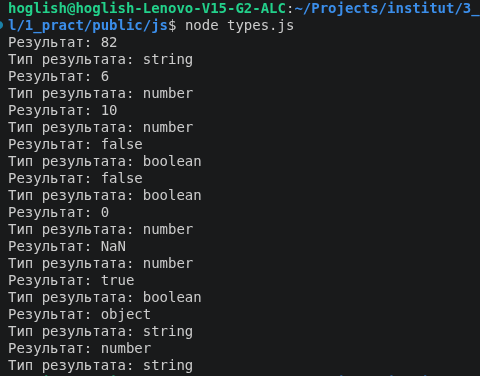 hoglish@hoglish-Lenovo-V15-G2-ALC:~/Projects/institut/3_
l/1_pract/public/js$ node types.js
Результат: 82
Тип результата: string
Результат: 6
Тип результата: number
Результат: 10
Тип результата: number
Результат: false
Тип результата: boolean
Результат: false
Тип результата: boolean
Результат: 0
Тип результата: number
Результат: NaN
Тип результата: number
Результат: true
Тип результата: boolean
Результат: object
Тип результата: string
Результат: number
Тип результата: string